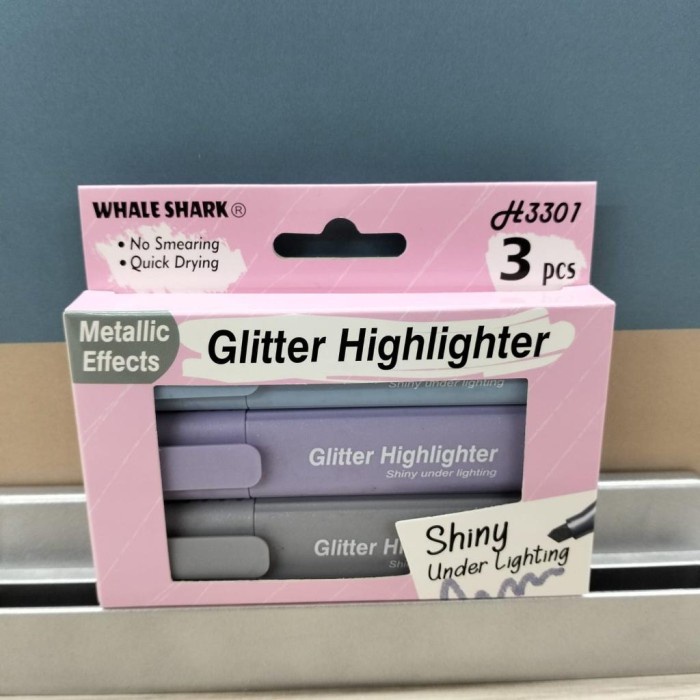 WHALE SHARK®
H3301
• No Smearing
• Quick Drying
3 pcs
Metallic
Effects
Glitter Highlighter
Shiny under lighting
Glitter Highlighter
Shiny under lighting
Glitter
Shiny
Under Lighting